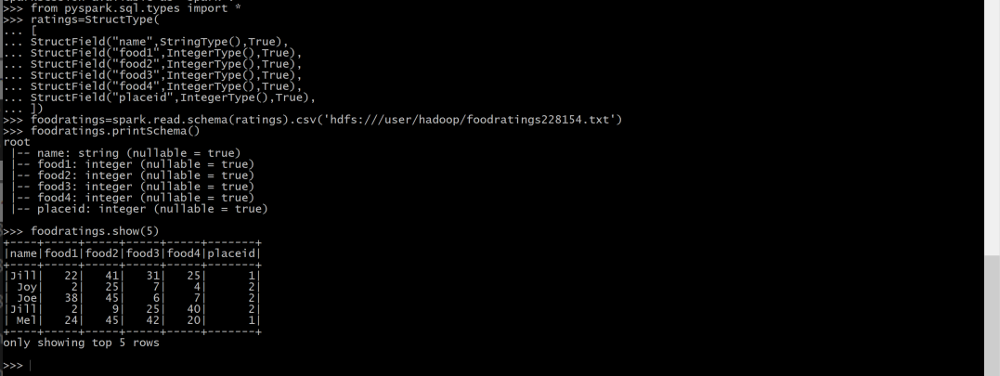 >>> from pyspark.sql.types import *
>>> ratings=StructType(
... [
... StructField("name",StringType(),True),
... StructField("food1",IntegerType(),True),
... StructField("food2",IntegerType(),True),
... StructField("food3",IntegerType(),True),
... StructField("food4",IntegerType(),True),
... StructField("placeid",IntegerType(),True),
... ])
>>> foodratings=spark.read.schema(ratings).csv('hdfs:///user/hadoop/foodratings228154.txt')
>>> foodratings.printSchema()
root
 |-- name: string (nullable = true)
 |-- food1: integer (nullable = true)
 |-- food2: integer (nullable = true)
 |-- food3: integer (nullable = true)
 |-- food4: integer (nullable = true)
 |-- placeid: integer (nullable = true)
>>> foodratings.show(5)
+----+-----+-----+-----+-----+-------+
|name|food1|food2|food3|food4|placeid|
+----+-----+-----+-----+-----+-------+
|Jill|   22|   41|   31|   25|      1|
| Joy|    2|   25|    7|    4|      2|
| Joe|   38|   45|    6|    7|      2|
|Jill|    2|    9|   25|   40|      2|
| Mel|   24|   45|   42|   20|      1|
+----+-----+-----+-----+-----+-------+
only showing top 5 rows
>>>